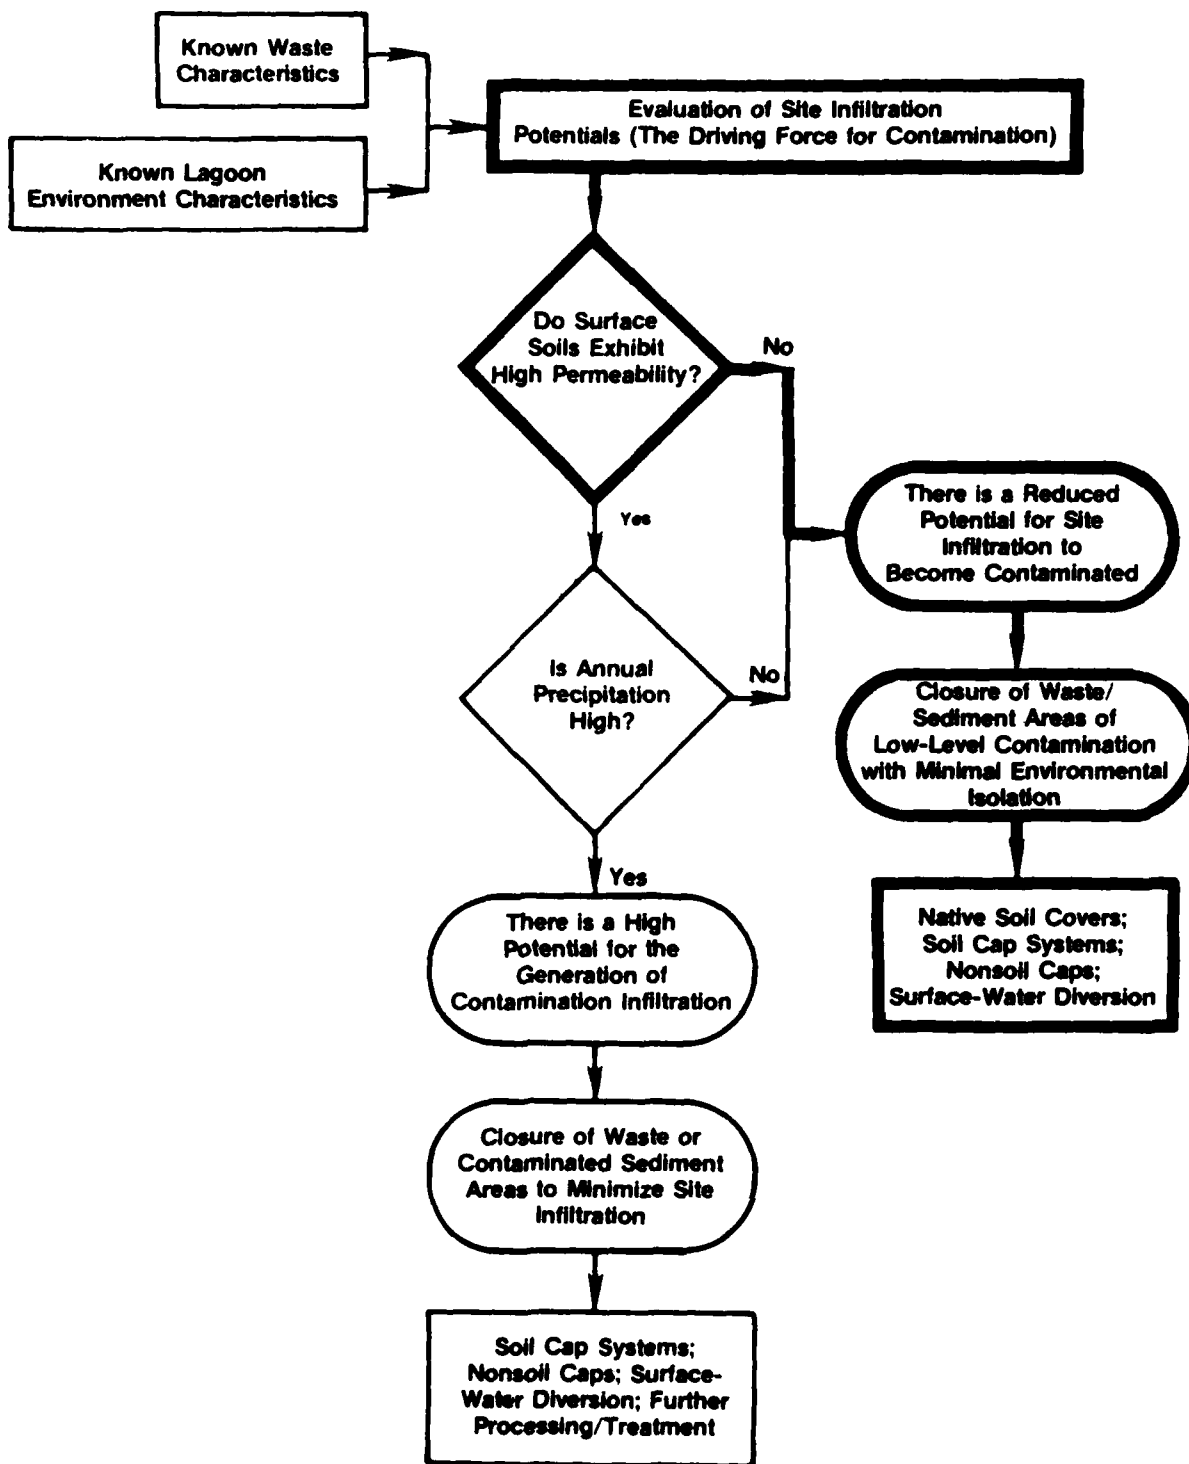 Known Waste
Characteristics
Known Lagoon
Environment Characteristics
Evaluation of Site Infiltration
Potentials (The Driving Force for Contamination)
Do Surface
Soils Exhibit
High Permeability?
No
Yes
There is a Reduced
Potential for Site
Infiltration to
Become Contaminated
Is Annual
Precipitation
High?
No
Closure of Waste/
Sediment Areas of
Low-Level Contamination
with Minimal Environmental
Isolation
Yes
Native Soil Covers;
Soil Cap Systems;
Nonsoil Caps;
Surface-Water Diversion
There is a High
Potential for the
Generation of
Contamination Infiltration
Closure of Waste or
Contaminated Sediment
Areas to Minimize Site
Infiltration
Soil Cap Systems;
Nonsoil Caps; Surface-
Water Diversion; Further
Processing/Treatment